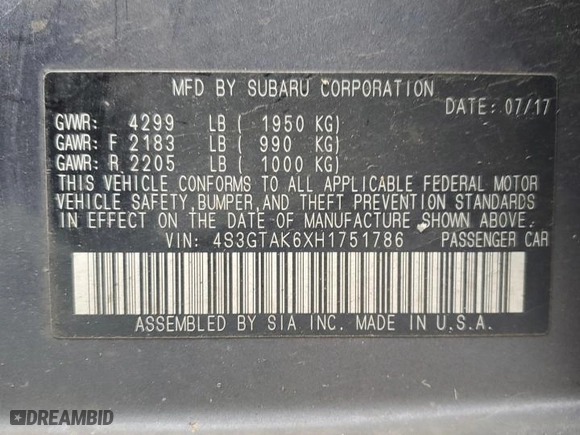 MFD BY SUBARU CORPORATION
DATE: 07/17
GVWR: 4299 LB ( 1950 KG)
GAWR: F 2183 LB ( 990 KG)
GAWR: R 2205 LB ( 1000 KG)
THIS VEHICLE CONFORMS TO ALL APPLICABLE FEDERAL MOTOR
VEHICLE SAFETY,BUMPER,AND THEFT PREVENTION STANDARDS
IN EFFECT ON THE DATE OF MANUFACTURE SHOWN ABOVE.
VIN: 4S3GTAK6XH1751786 PASSENGER CAR
ASSEMBLED BY SIA INC. MADE IN U.S.A.
DREAMBID